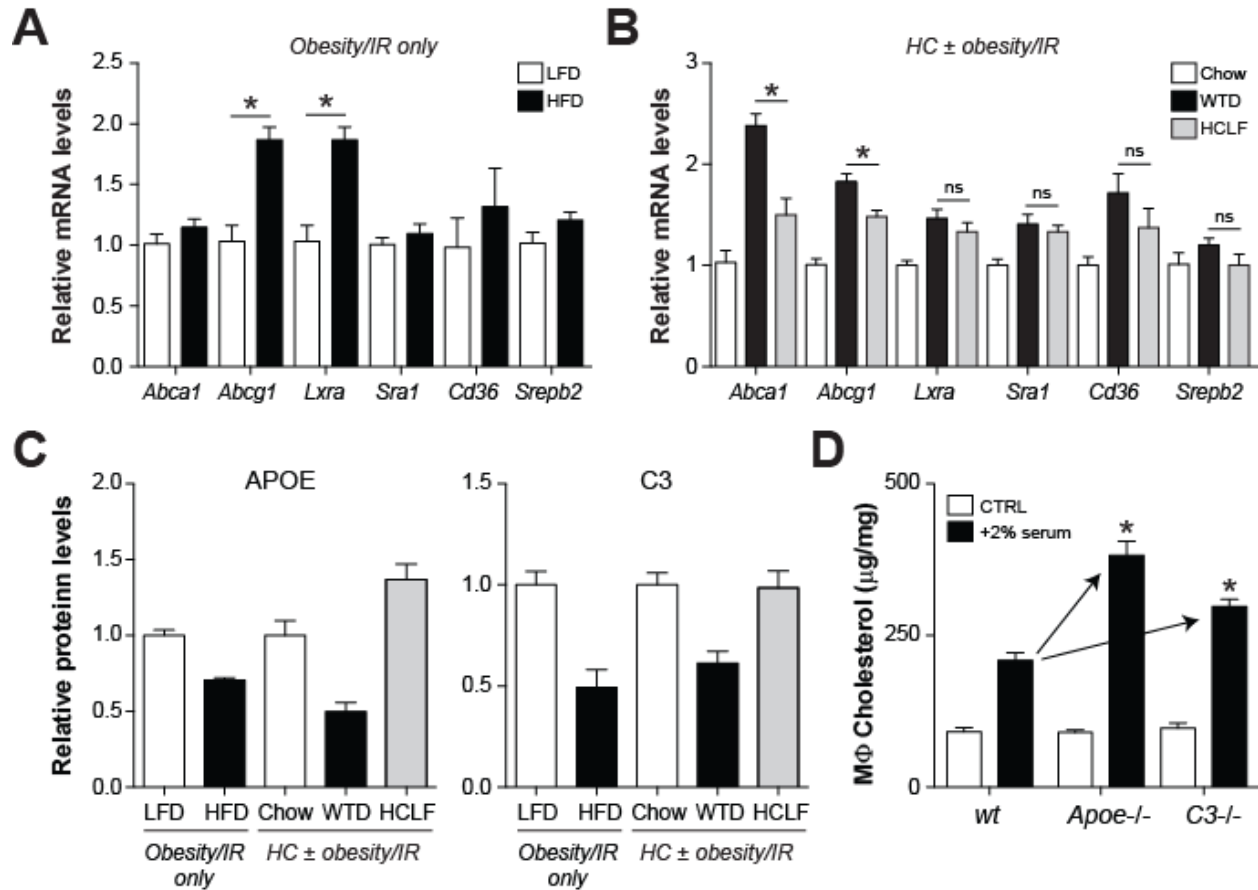 A
Obesity/IR only
Relative mRNA levels
2.5
2.0
1.5
1.0
0.5
0.0
LFD
HFD
*
*
Abca1 Abcg1 Lxra Sra1 Cd36 Srepb2
B
HC ± obesity/IR
Relative mRNA levels
3
2
1
0
Chow
WTD
HCLF
*
*
ns
ns
ns
ns
Abca1 Abcg1 Lxra Sra1 Cd36 Srepb2
C
APOE
Relative proteinn levels
2.0
1.5
1.0
0.5
0.0
LFD HFD Chow WTD HCLF
Obesity/IR HC ± obesity/IR
only
C3
1.5
1.0
0.5
0.0
LFD HFD Chow WTD HCLF
Obesity/IR HC ± obesity/IR
only
D
MΦ Cholesterol (μg/mg)
500
250
0
CTRL
+2% serum
*
*
wt Apoe-/- C3-/-